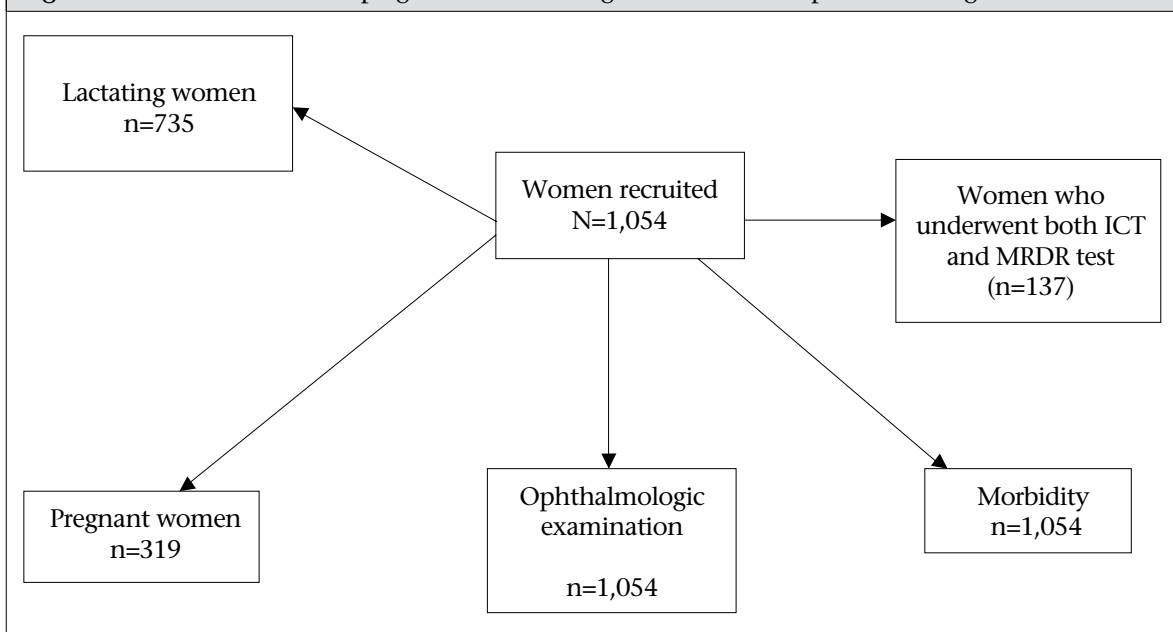 Lactating women
n=735
Women recruited
N=1,054
Women who
underwent both ICT
and MRDR test
(n=137)
Pregnant women
n=319
Ophthalmologic
examination
n=1,054
Morbidity
n=1,054